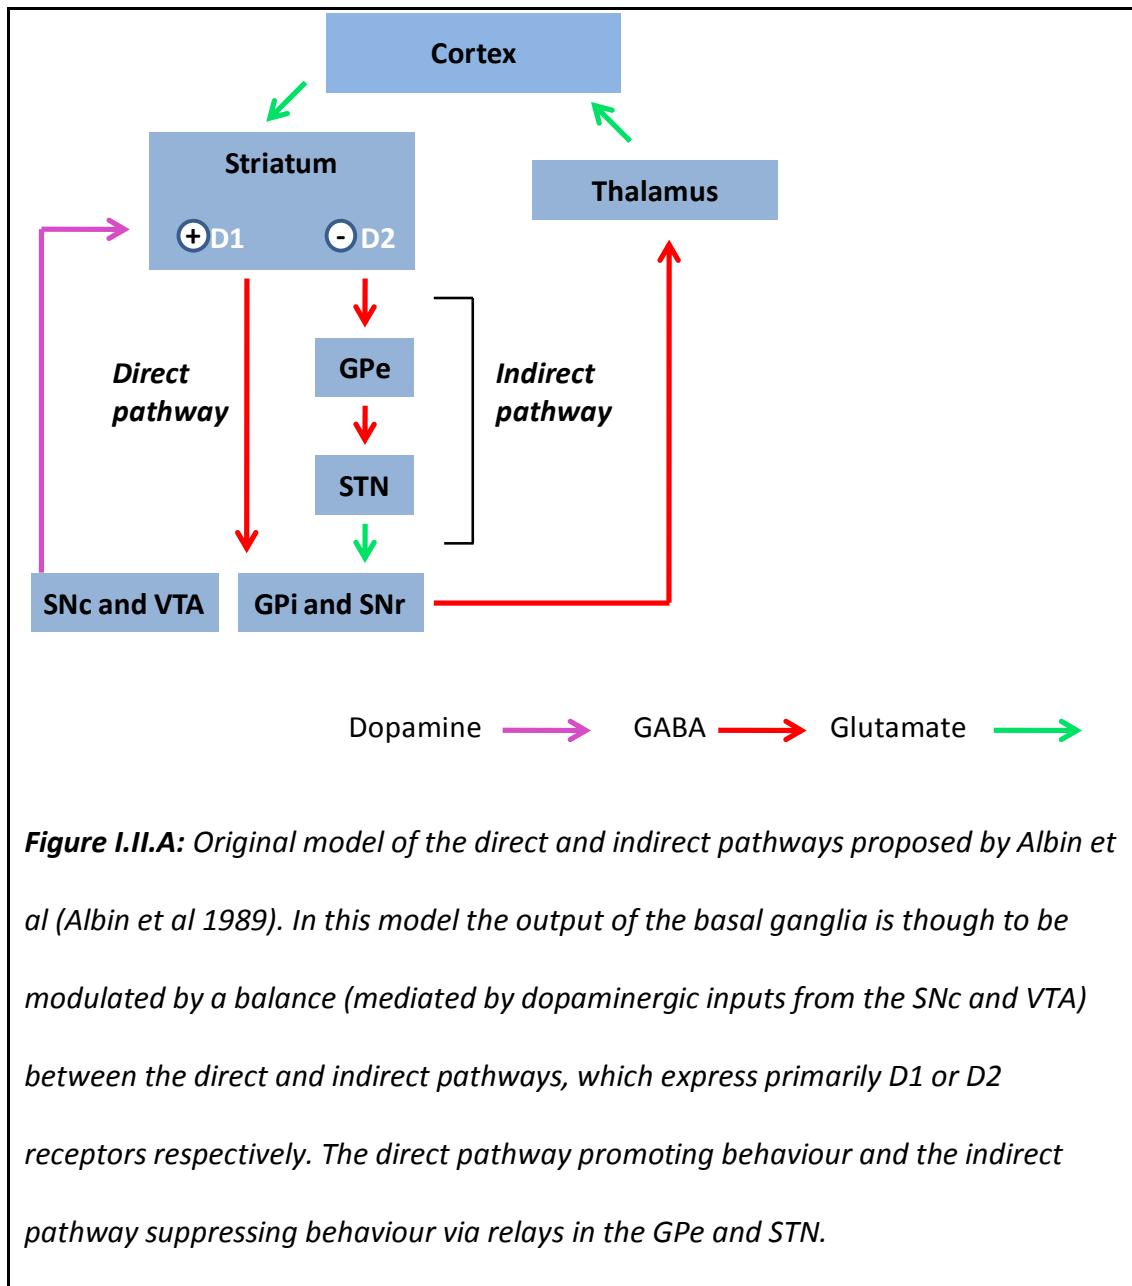 Cortex
Striatum
Thalamus
+ D1
- D2
Direct
pathway
GPe
Indirect
pathway
STN
SNc and VTA
GPi and SNr
Dopamine
GABA
Glutamate
Figure I.II.A: Original model of the direct and indirect pathways proposed by Albin et
al (Albin et al 1989). In this model the output of the basal ganglia is though to be
modulated by a balance (mediated by dopaminergic inputs from the SNc and VTA)
between the direct and indirect pathways, which express primarily D1 or D2
receptors respectively. The direct pathway promoting behaviour and the indirect
pathway suppressing behaviour via relays in the GPe and STN.